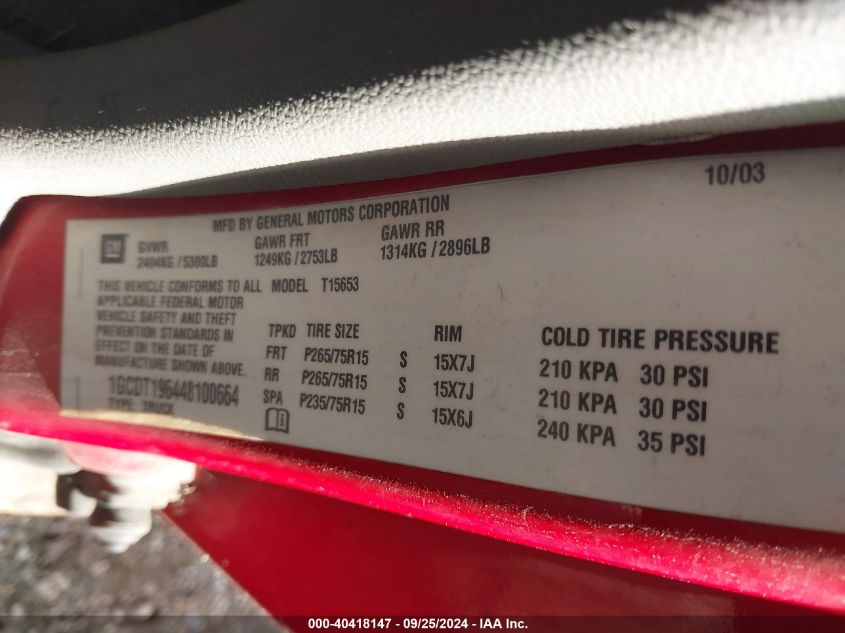 10/03
MFD BY GENERAL MOTORS CORPORATION
GM GVWR GAWR FRT GAWR RR
2404KG / 5300LB 1249KG / 2753LB 1314KG / 2896LB
THIS VEHICLE CONFORMS TO ALL MODEL T15653
APPLICABLE FEDERAL MOTOR
VEHICLE SAFETY AND THEFT
PREVENTION STANDARDS IN
EFFECT ON THE DATE OF
MANUFACTURE SHOWN ABOVE.
1GCDT196448100664
TYPE: TRUCK
TPKD TIRE SIZE RIM COLD TIRE PRESSURE
FRT P265/75R15 S 15X7J 210 KPA 30 PSI
RR P265/75R15 S 15X7J 210 KPA 30 PSI
SPA P235/75R15 S 15X6J 240 KPA 35 PSI
000-40418147 - 09/25/2024 - IAA Inc.